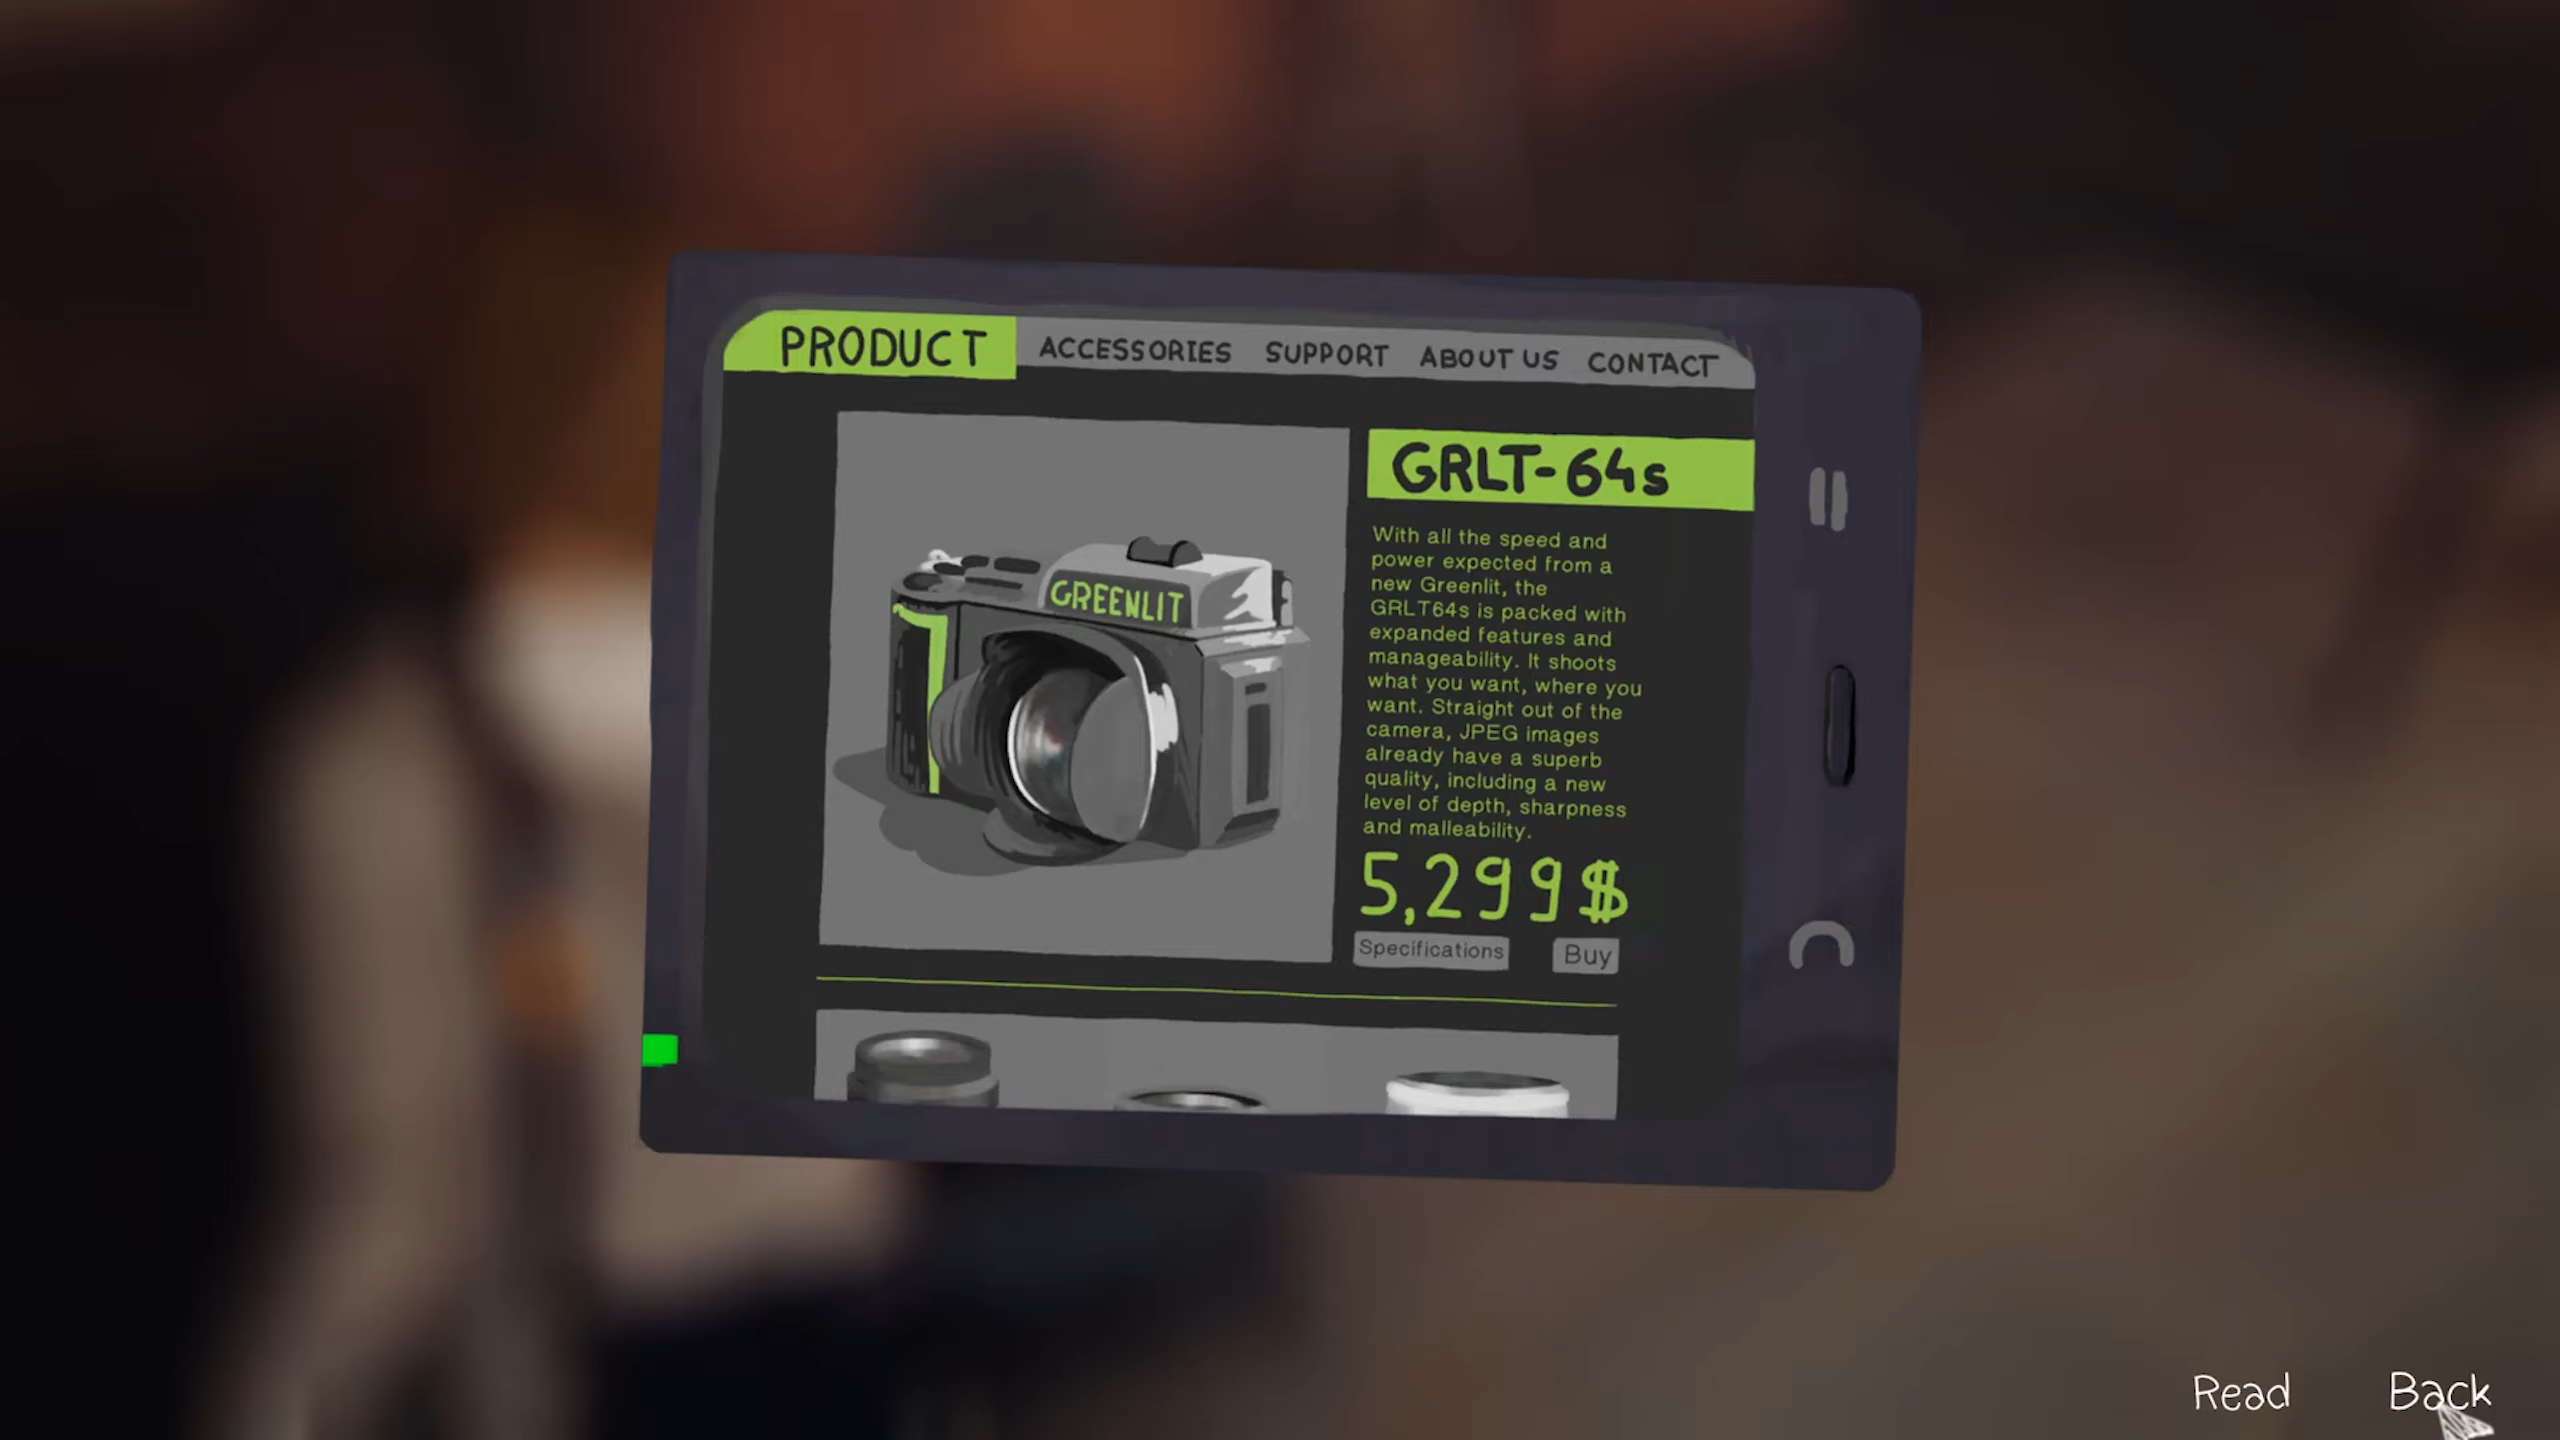 PRODUCT ACCESSORIES SUPPORT ABOUT US CONTACT
GREENLIT
GRLT-64s
With all the speed and
power expected from a
new Greenlit, the
GRLT64s is packed with
expanded features and
manageability. It shoots
what you want, where you
want. Straight out of the
camera, JPEG images
already have a superb
quality, including a new
level of depth, sharpness
and malleability.
5,299$
Specifications Buy
Read Back